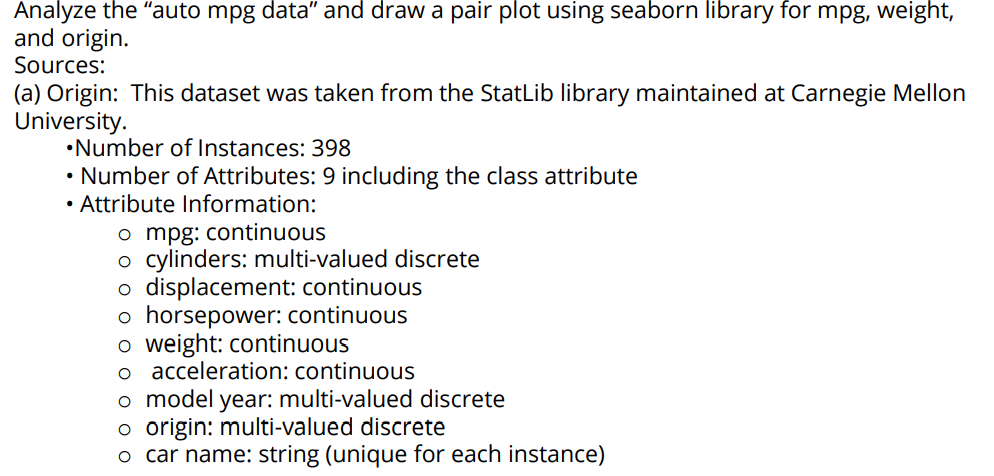 Analyze the “auto mpg data” and draw a pair plot using seaborn library for mpg, weight,
and origin.
Sources:
(a) Origin:  This dataset was taken from the StatLib library maintained at Carnegie Mellon
University.
•Number of Instances: 398
• Number of Attributes: 9 including the class attribute
• Attribute Information:
o mpg: continuous
o cylinders: multi-valued discrete
o displacement: continuous
o horsepower: continuous
o weight: continuous
o acceleration: continuous
o model year: multi-valued discrete
o origin: multi-valued discrete
o car name: string (unique for each instance)